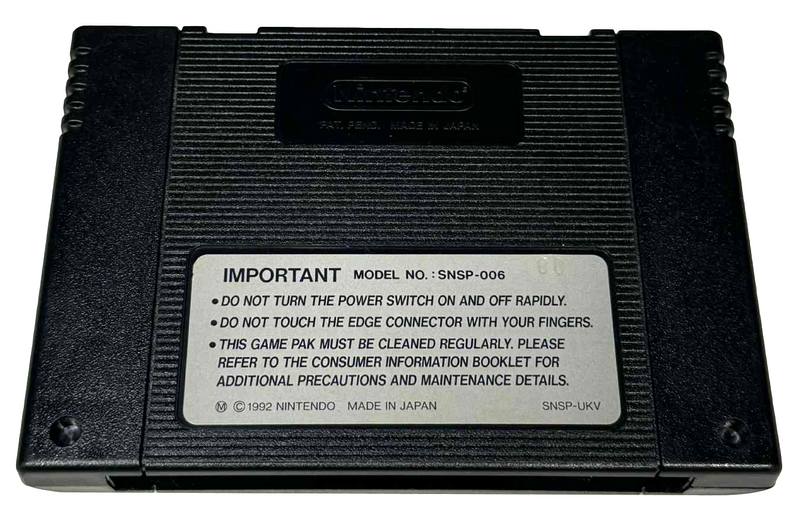 Nintendo®
PAT. PEND. MADE IN JAPAN
IMPORTANT MODEL NO.: SNSP-006
• DO NOT TURN THE POWER SWITCH ON AND OFF RAPIDLY.
• DO NOT TOUCH THE EDGE CONNECTOR WITH YOUR FINGERS.
• THIS GAME PAK MUST BE CLEANED REGULARLY. PLEASE
REFER TO THE CONSUMER INFORMATION BOOKLET FOR
ADDITIONAL PRECAUTIONS AND MAINTENANCE DETAILS.
Ⓜ ©1992 NINTENDO MADE IN JAPAN SNSP-UKV